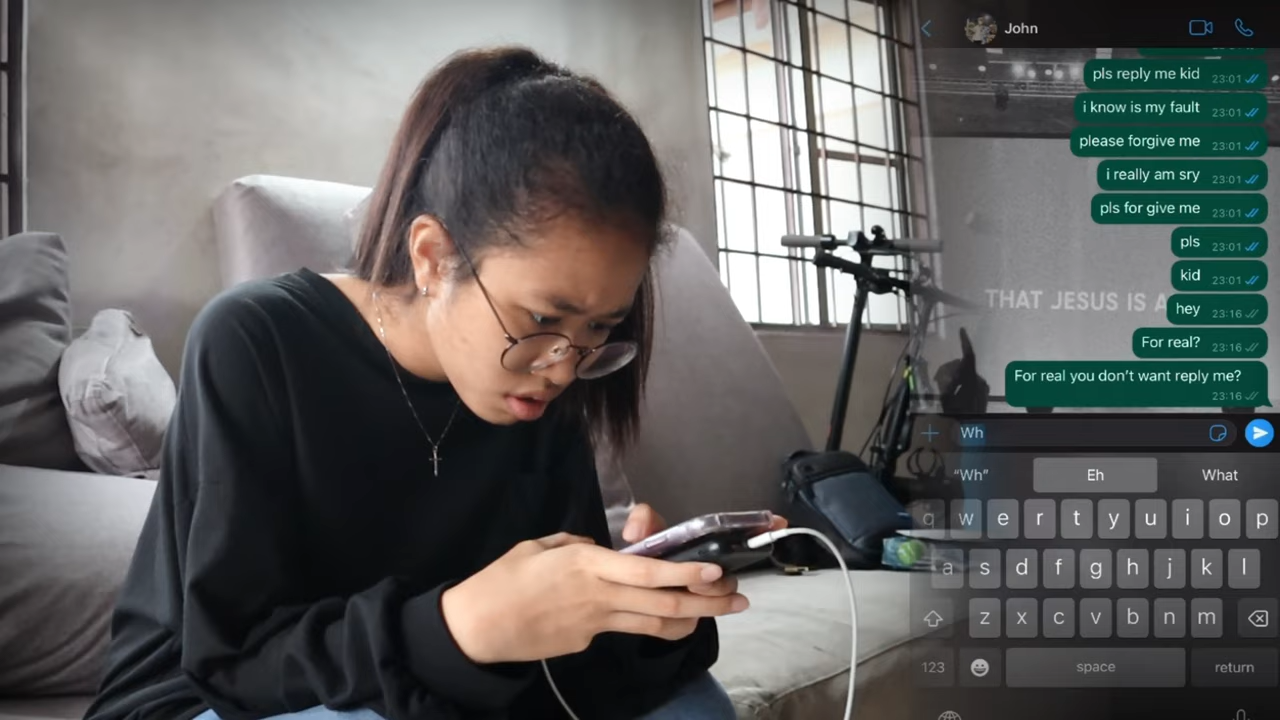 John
pls reply me kid
23:01
i know is my fault
23:01
please forgive me
23:01
i really am sry
23:01
pls for give me
23:01
pls
23:01
kid
23:01
THAT JESUS IS A
hey
23:16
For real?
23:16
For real you don't want reply me?
23:16
Wh
“Wh” Eh What
q w e r t y u i o p
a s d f g h j k l
z x c v b n m
123 space return